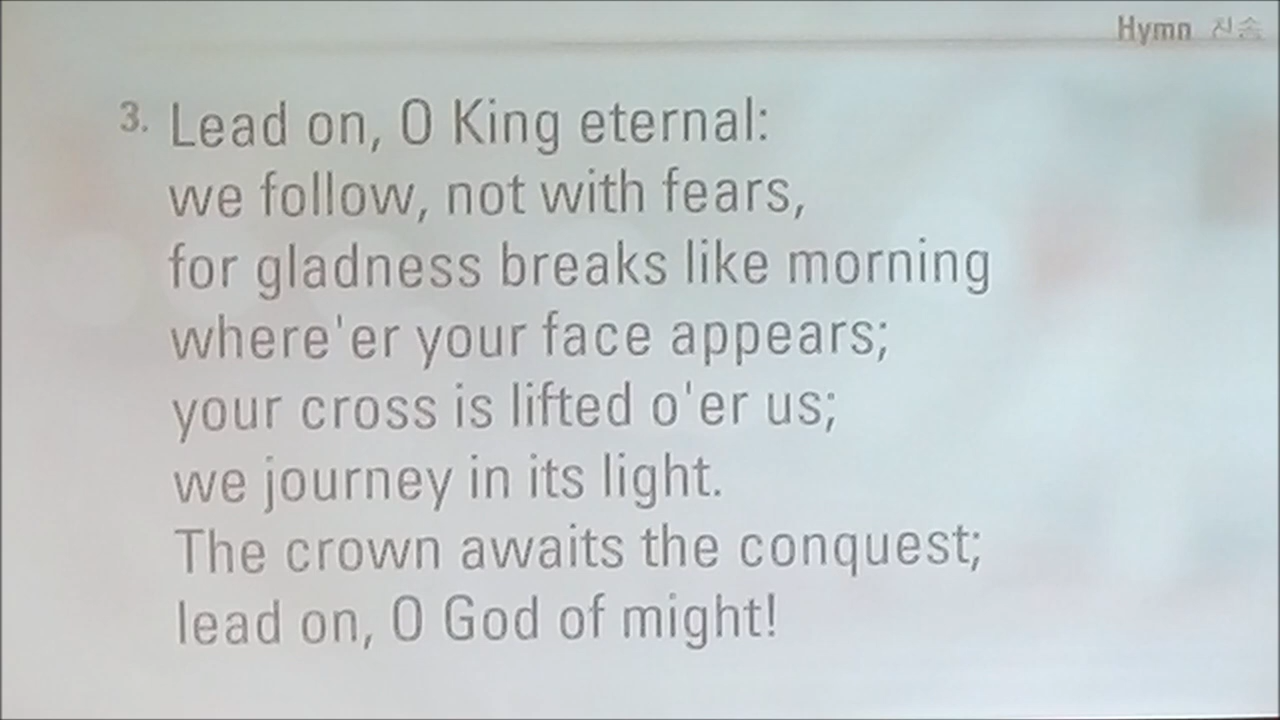 Hymn 찬송
3. Lead on, O King eternal:
we follow, not with fears,
for gladness breaks like morning
where'er your face appears;
your cross is lifted o'er us;
we journey in its light.
The crown awaits the conquest;
lead on, O God of might!